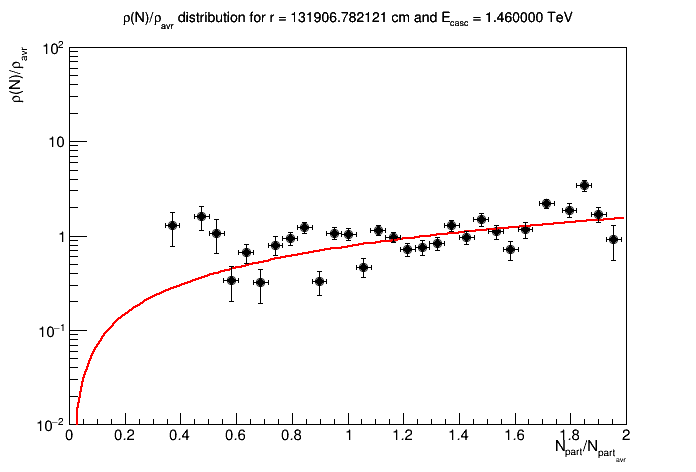 ρ(N)/ρavr distribution for r = 131906.782121 cm and Ecasc = 1.460000 TeV
ρ(N)/ρavr
10²
10
1
10⁻¹
10⁻²
0 0.2 0.4 0.6 0.8 1 1.2 1.4 1.6 1.8 2
Npart/Npartavr